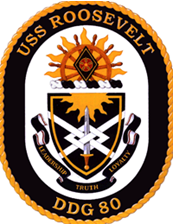 USS ROOSEVELT
LEADERSHIP
TRUTH
LOYALTY
DDG 80